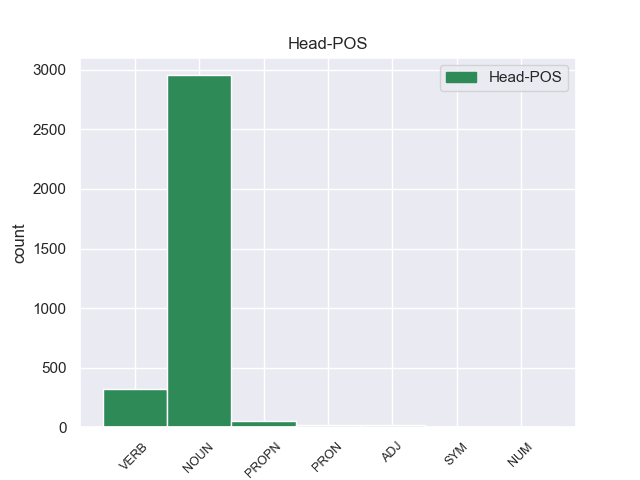 Head-POS
Head-POS
count
3000
2500
2000
1500
1000
500
0
VERB
NOUN
PROPN
PRON
ADJ
SYM
NUM